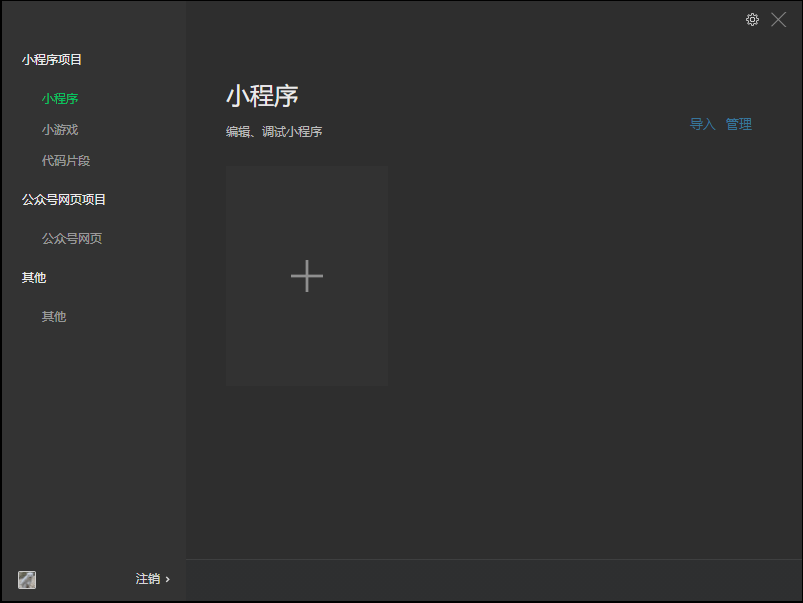 小程序项目
小程序
小游戏
代码片段
公众号网页项目
公众号网页
其他
其他
注销 ›
小程序
编辑、调试小程序
导入 管理